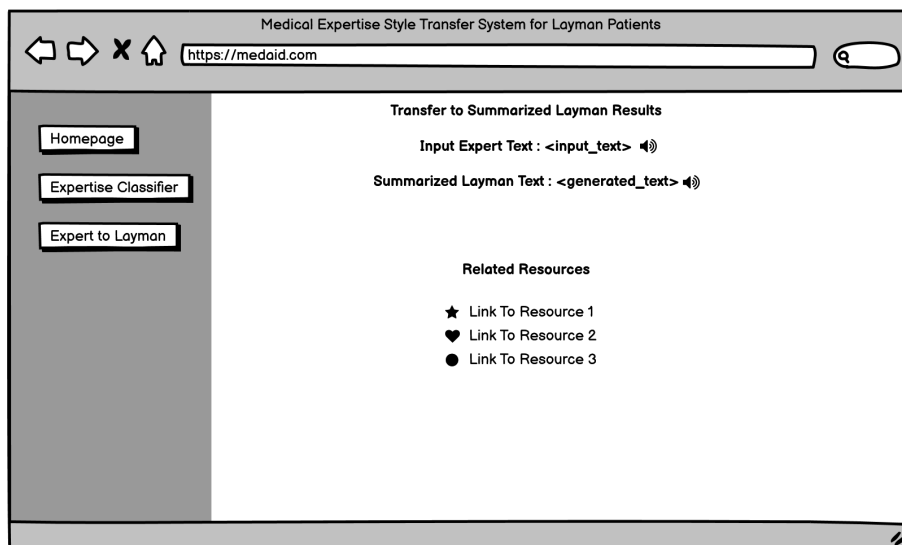 Medical Expertise Style Transfer System for Layman Patients
https://medaid.com
Homepage
Expertise Classifier
Expert to Layman
Transfer to Summarized Layman Results
Input Expert Text : <input_text>
Summarized Layman Text : <generated_text>
Related Resources
Link To Resource 1
Link To Resource 2
Link To Resource 3